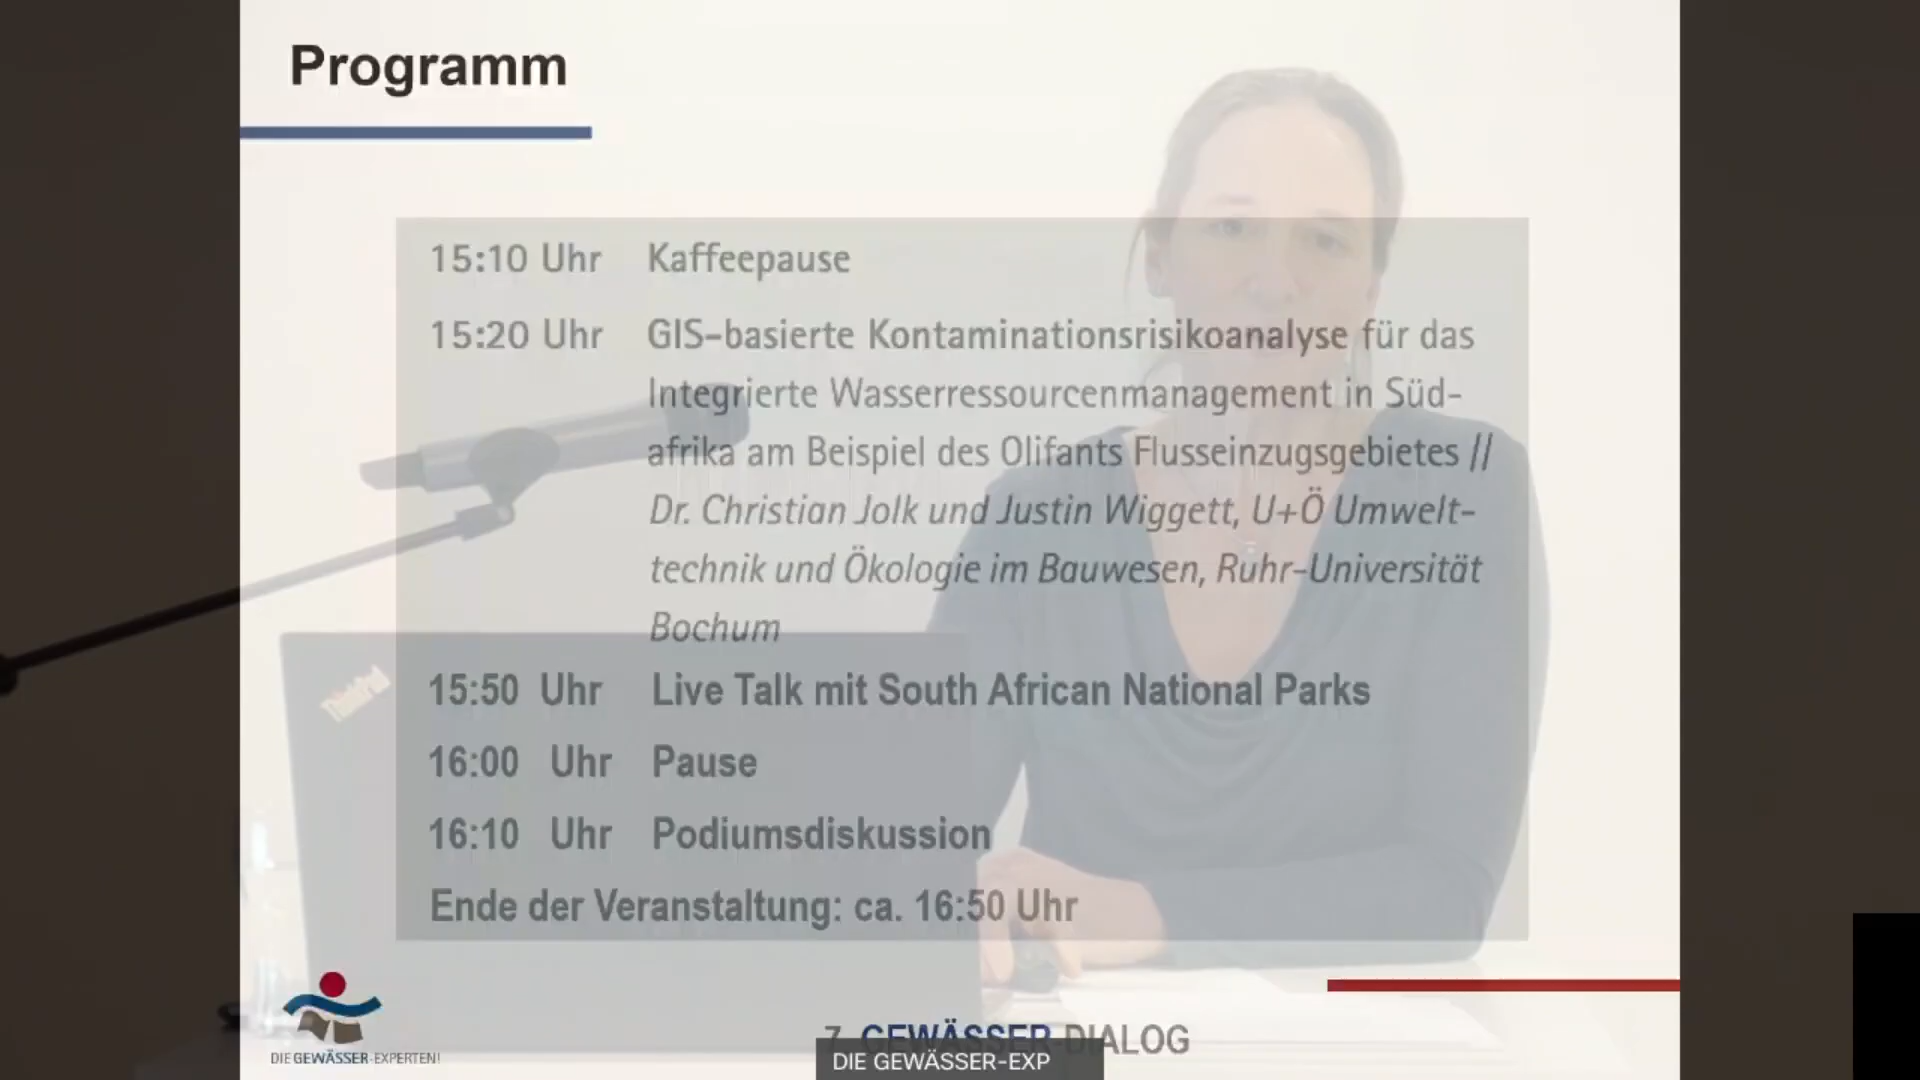 Programm
15:10 Uhr Kaffeepause
15:20 Uhr GIS-basierte Kontaminationsrisikoanalyse für das
Integrierte Wasserressourcenmanagement in Süd-
afrika am Beispiel des Olifants Flusseinzugsgebietes //
Dr. Christian Jolk und Justin Wiggett, U+Ö Umwelt-
technik und Ökologie im Bauwesen, Ruhr-Universität
Bochum
15:50 Uhr Live Talk mit South African National Parks
16:00 Uhr Pause
16:10 Uhr Podiumsdiskussion
Ende der Veranstaltung: ca. 16:50 Uhr
DIE GEWÄSSER-EXPERTEN!
7. GEWÄSSER-DIALOG
DIE GEWÄSSER-EXP